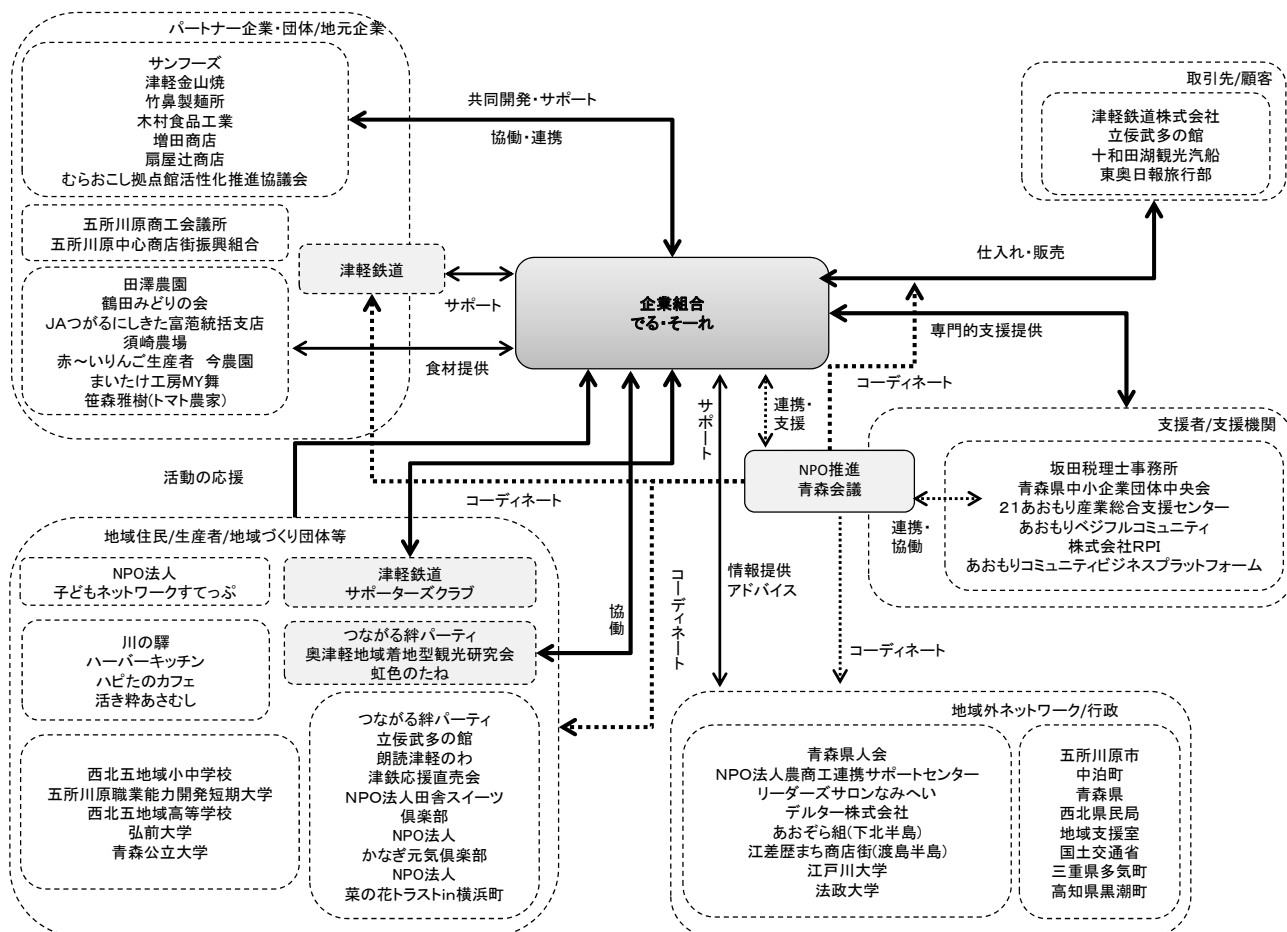 パートナー企業・団体/地元企業
サンフーズ
津軽金山焼
竹鼻製麺所
木村食品工業
増田商店
扇屋辻商店
むらおこし拠点館活性化推進協議会
五所川原商工会議所
五所川原中心商店街振興組合
田澤農園
鶴田みどりの会
JAつがるにしきた富萢統括支店
須崎農場
赤～いりんご生産者　今農園
まいたけ工房MY舞
笹森雅樹(トマト農家)
津軽鉄道
サポート
食材提供
共同開発・サポート
協働・連携
企業組合
でる・そーれ
取引先/顧客
津軽鉄道株式会社
立佞武多の館
十和田湖観光汽船
東奥日報旅行部
仕入れ・販売
専門的支援提供
コーディネート
連携・
支援
サポート
NPO推進
青森会議
連携・
協働
支援者/支援機関
坂田税理士事務所
青森県中小企業団体中央会
21あおもり産業総合支援センター
あおもりベジフルコミュニティ
株式会社RPI
あおもりコミュニティビジネスプラットフォーム
活動の応援
コーディネート
地域住民/生産者/地域づくり団体等
NPO法人
子どもネットワークすてっぷ
津軽鉄道
サポーターズクラブ
川の驛
ハーバーキッチン
ハピたのカフェ
活き粋あさむし
つながる絆パーティ
奥津軽地域着地型観光研究会
虹色のたね
協働
コーディネート
情報提供
アドバイス
コーディネート
西北五地域小中学校
五所川原職業能力開発短期大学
西北五地域高等学校
弘前大学
青森公立大学
つながる絆パーティ
立佞武多の館
朗読津軽のわ
津鉄応援直売会
NPO法人田舎スイーツ
倶楽部
NPO法人
かなぎ元気倶楽部
NPO法人
菜の花トラストin横浜町
地域外ネットワーク/行政
青森県人会
NPO法人農商工連携サポートセンター
リーダーズサロンなみへい
デルター株式会社
あおぞら組(下北半島)
江差歴まち商店街(渡島半島)
江戸川大学
法政大学
五所川原市
中泊町
青森県
西北県民局
地域支援室
国土交通省
三重県多気町
高知県黒潮町